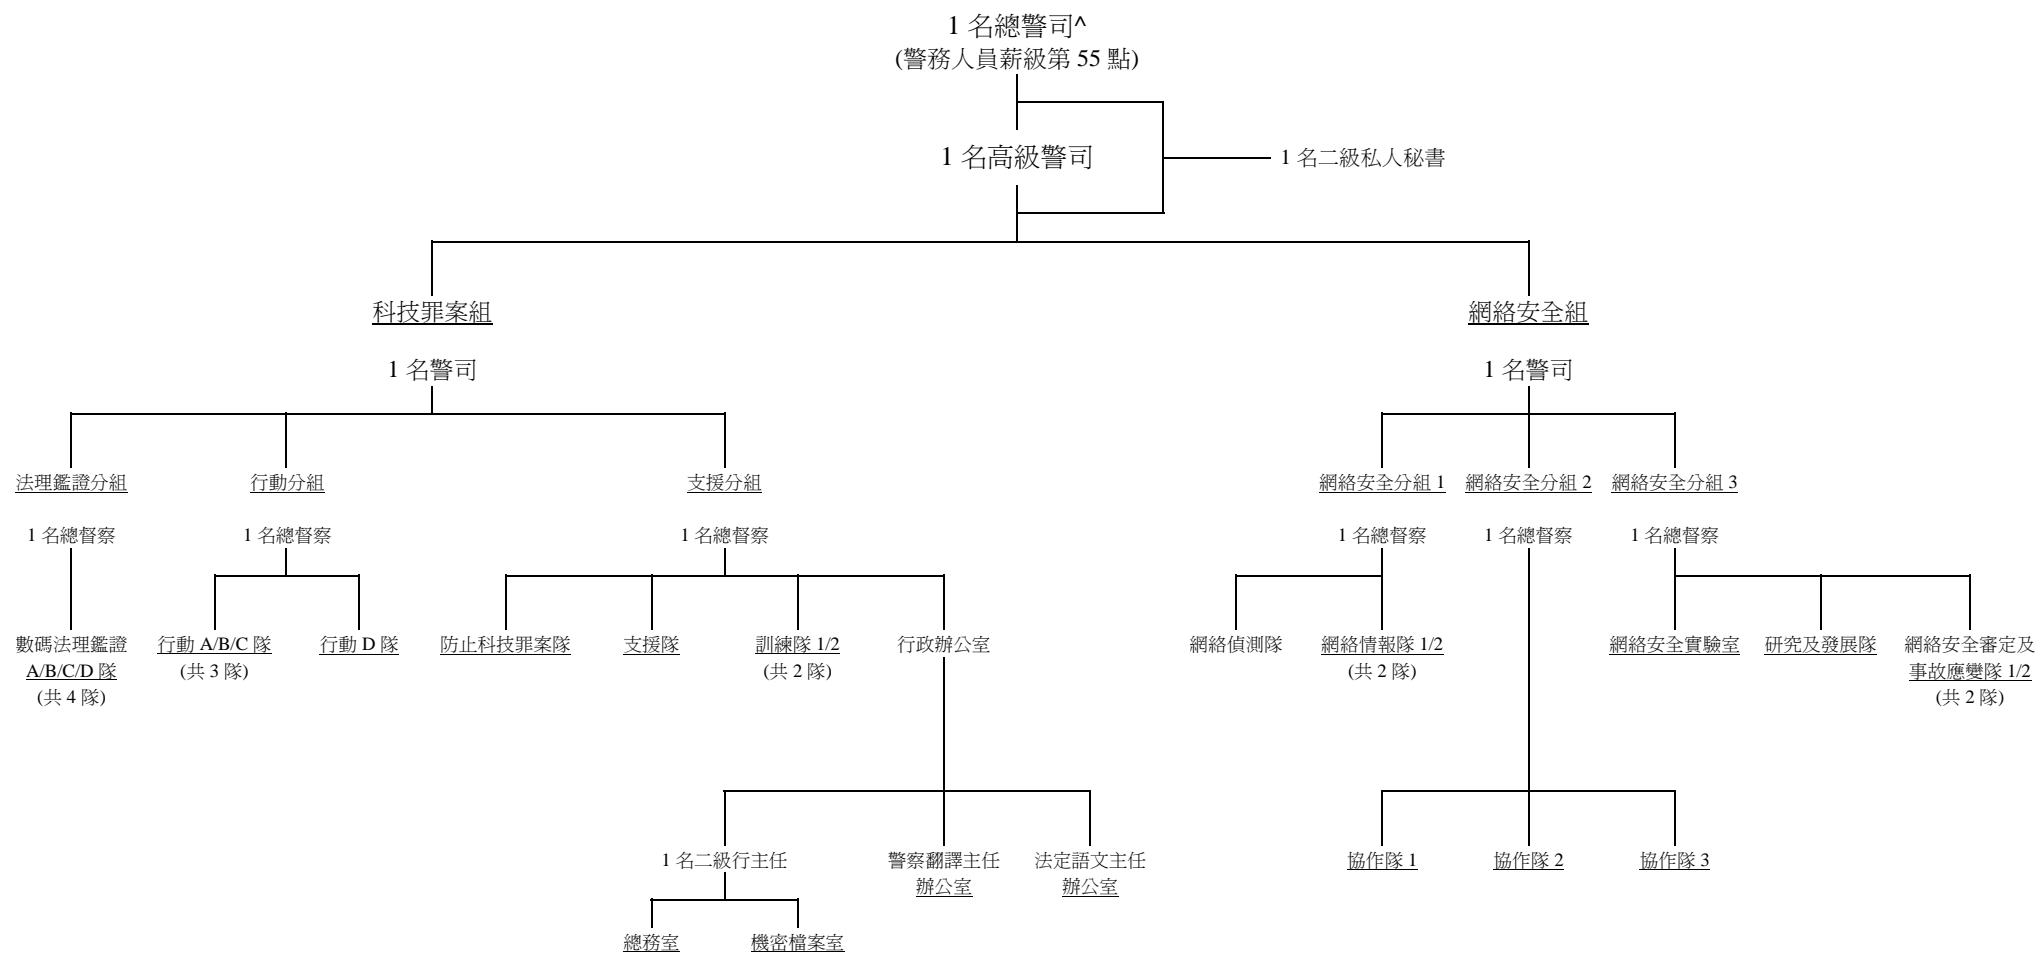 1 名總警司^
(警務人員薪級第 55 點)
1 名高級警司
1 名二級私人秘書
科技罪案組
網絡安全組
1 名警司
1 名警司
法理鑑證分組
行動分組
支援分組
網絡安全分組 1
網絡安全分組 2
網絡安全分組 3
1 名總督察
1 名總督察
1 名總督察
1 名總督察
1 名總督察
1 名總督察
數碼法理鑑證
A/B/C/D 隊
(共 4 隊)
行動 A/B/C 隊
(共 3 隊)
行動 D 隊
防止科技罪案隊
支援隊
訓練隊 1/2
(共 2 隊)
行政辦公室
網絡偵測隊
網絡情報隊 1/2
(共 2 隊)
網絡安全實驗室
研究及發展隊
網絡安全審定及
事故應變隊 1/2
(共 2 隊)
1 名二級行主任
警察翻譯主任
辦公室
法定語文主任
辦公室
協作隊 1
協作隊 2
協作隊 3
總務室
機密檔案室